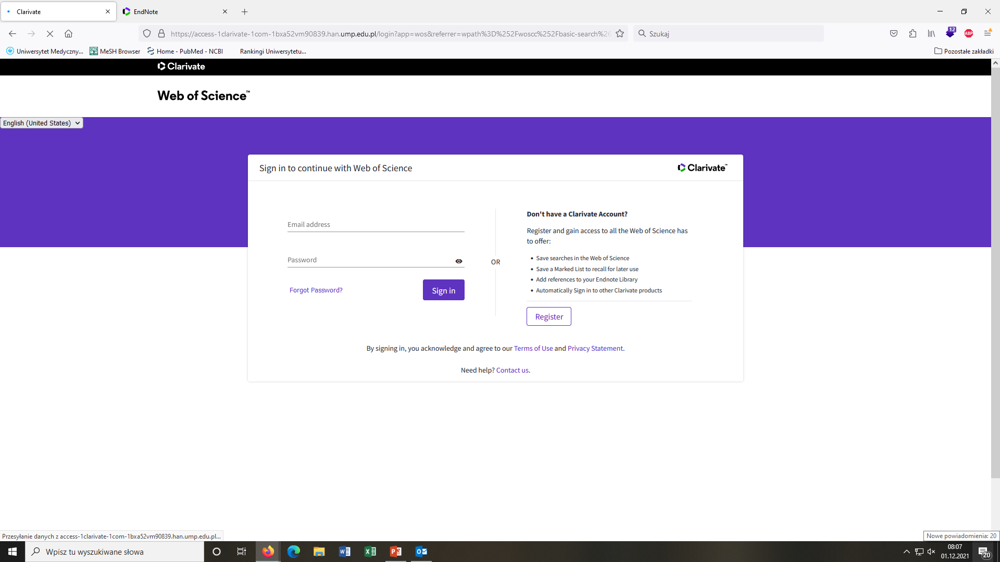 Clarivate
EndNote
https://access-1clarivate-1com-1bxa52vm90839.han.ump.edu.pl/login?app=wos&referrer=wpath%3D%252Fwoscc%252Fbasic-search%26
Szukaj
12
ABP
Uniwersytet Medyczny...
MeSH Browser
Home - PubMed - NCBI
Rankingi Uniwersytetu...
Pozostałe zakładki
Clarivate
Web of Science™
English (United States)
Sign in to continue with Web of Science
Clarivate™
Email address
Password
Forgot Password?
Sign in
OR
Don't have a Clarivate Account?
Register and gain access to all the Web of Science has
to offer:
• Save searches in the Web of Science
• Save a Marked List to recall for later use
• Add references to your Endnote Library
• Automatically Sign in to other Clarivate products
Register
By signing in, you acknowledge and agree to our Terms of Use and Privacy Statement.
Need help? Contact us.
Przesyłanie danych z access-1clarivate-1com-1bxa52vm90839.han.ump.edu.pl...
Nowe powiadomienia: 20
Wpisz tu wyszukiwane słowa
08:07
01.12.2021
20